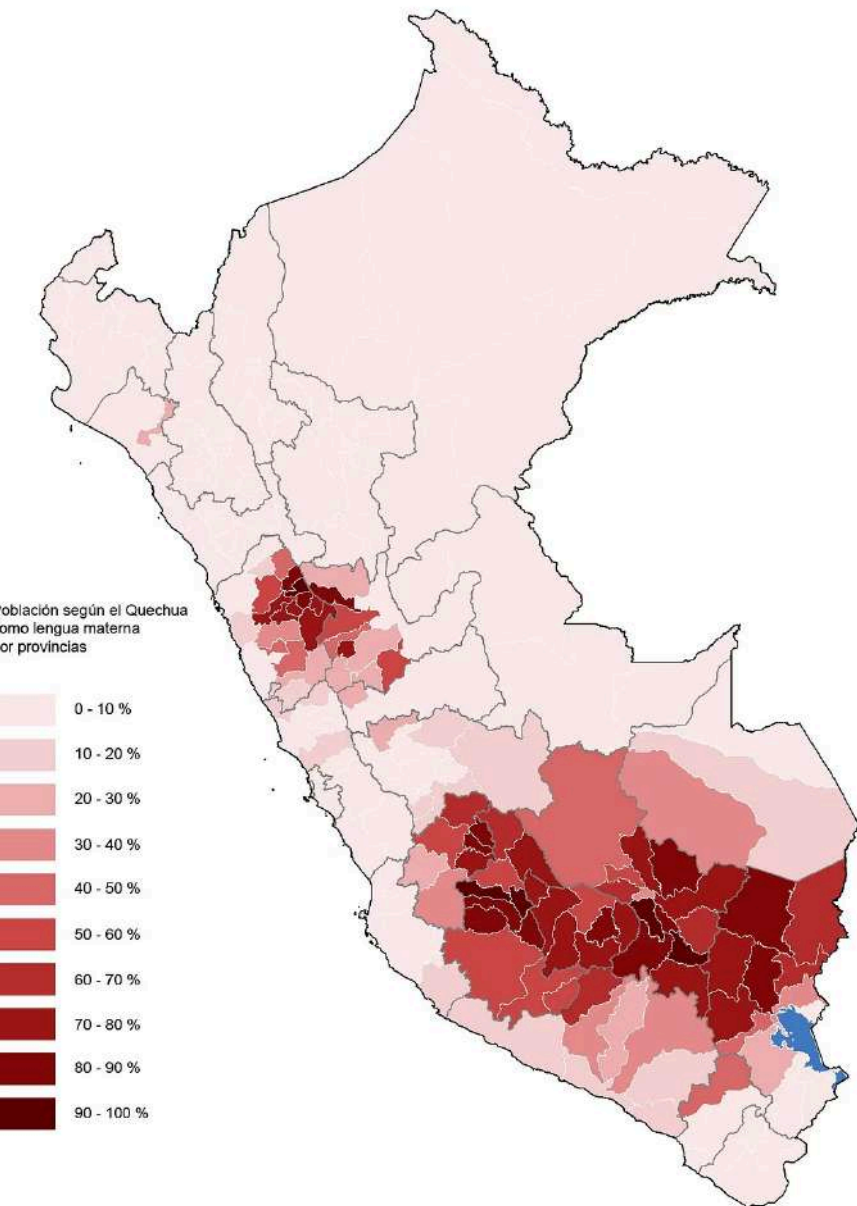 oblación según el Quechua
omo lengua materna
or provincias
0 - 10 %
10 - 20 %
20 - 30 %
30 - 40 %
40 - 50 %
50 - 60 %
60 - 70 %
70 - 80 %
80 - 90 %
90 - 100 %